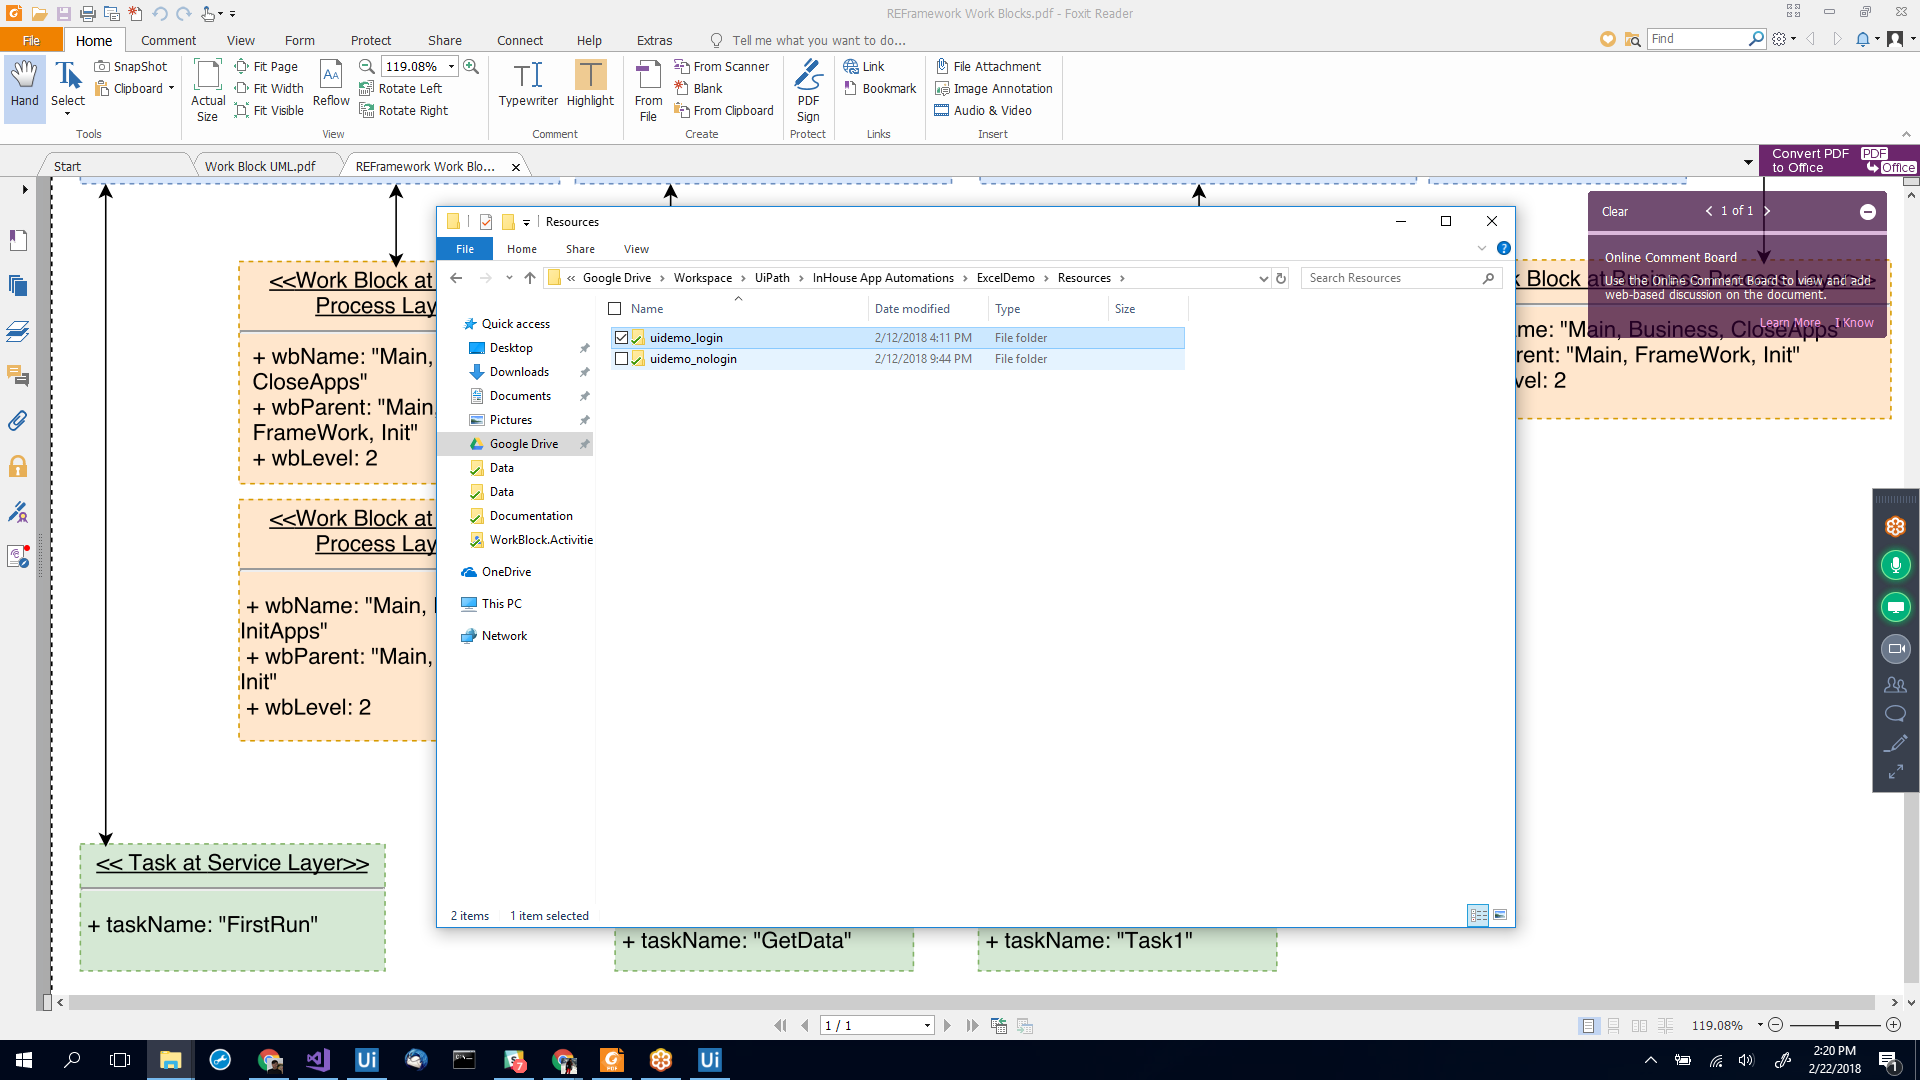 REFramework Work Blocks.pdf - Foxit Reader
File
Home
Comment
View
Form
Protect
Share
Connect
Help
Extras
Tell me what you want to do...
Find
Hand
Select
SnapShot
Clipboard
Tools
Actual
Size
Fit Page
Fit Width
Fit Visible
Reflow
119.08%
Rotate Left
Rotate Right
View
Typewriter
Highlight
Comment
From
File
From Scanner
Blank
From Clipboard
Create
PDF
Sign
Protect
Link
Bookmark
Links
File Attachment
Image Annotation
Audio & Video
Insert
Start
Work Block UML.pdf
REFramework Work Blo...
Convert PDF
to Office
PDF
Office
Clear
1 of 1
Online Comment Board
Use the Online Comment Board to view and add
web-based discussion on the document.
Learn More
I Know
<<Work Block at
Process Lay
+ wbName: "Main,
CloseApps"
+ wbParent: "Main,
FrameWork, Init"
+ wbLevel: 2
<<Work Block at
Process Lay
+ wbName: "Main,
InitApps"
+ wbParent: "Main,
Init"
+ wbLevel: 2
Block at Business Process Layer>>
ame: "Main, Business, CloseApps"
rent: "Main, FrameWork, Init"
vel: 2
<< Task at Service Layer>>
+ taskName: "FirstRun"
+ taskName: "GetData"
+ taskName: "Task1"
Resources
File
Home
Share
View
« Google Drive > Workspace > UiPath > InHouse App Automations > ExcelDemo > Resources >
Search Resources
Name
Date modified
Type
Size
uidemo_login
2/12/2018 4:11 PM
File folder
uidemo_nologin
2/12/2018 9:44 PM
File folder
Quick access
Desktop
Downloads
Documents
Pictures
Google Drive
Data
Data
Documentation
WorkBlock.Activitie
OneDrive
This PC
Network
2 items
1 item selected
1 / 1
119.08%
Ui
7
PDF
Ui
2:20 PM
2/22/2018
1